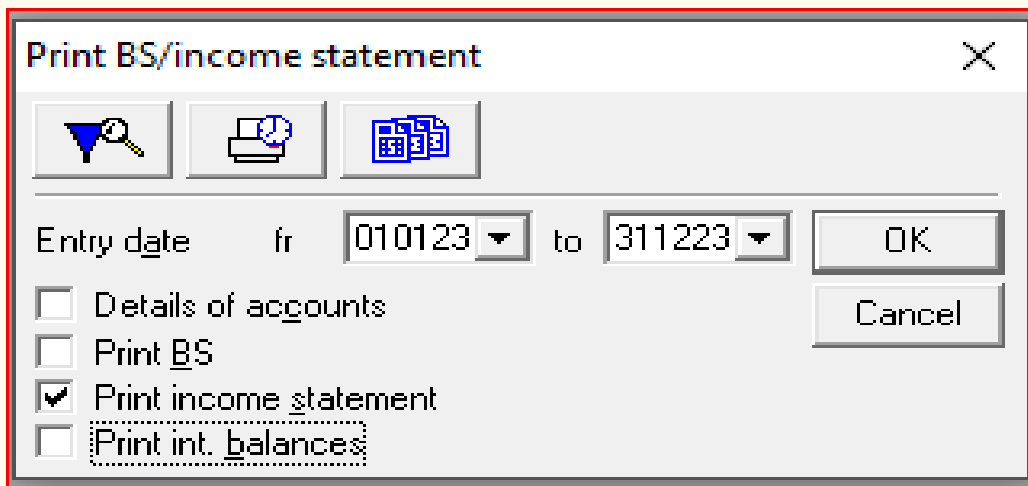 Print BS/income statement
Entry date fr 010123 to 311223 OK
Details of accounts
Cancel
Print BS
Print income statement
Print int. balances